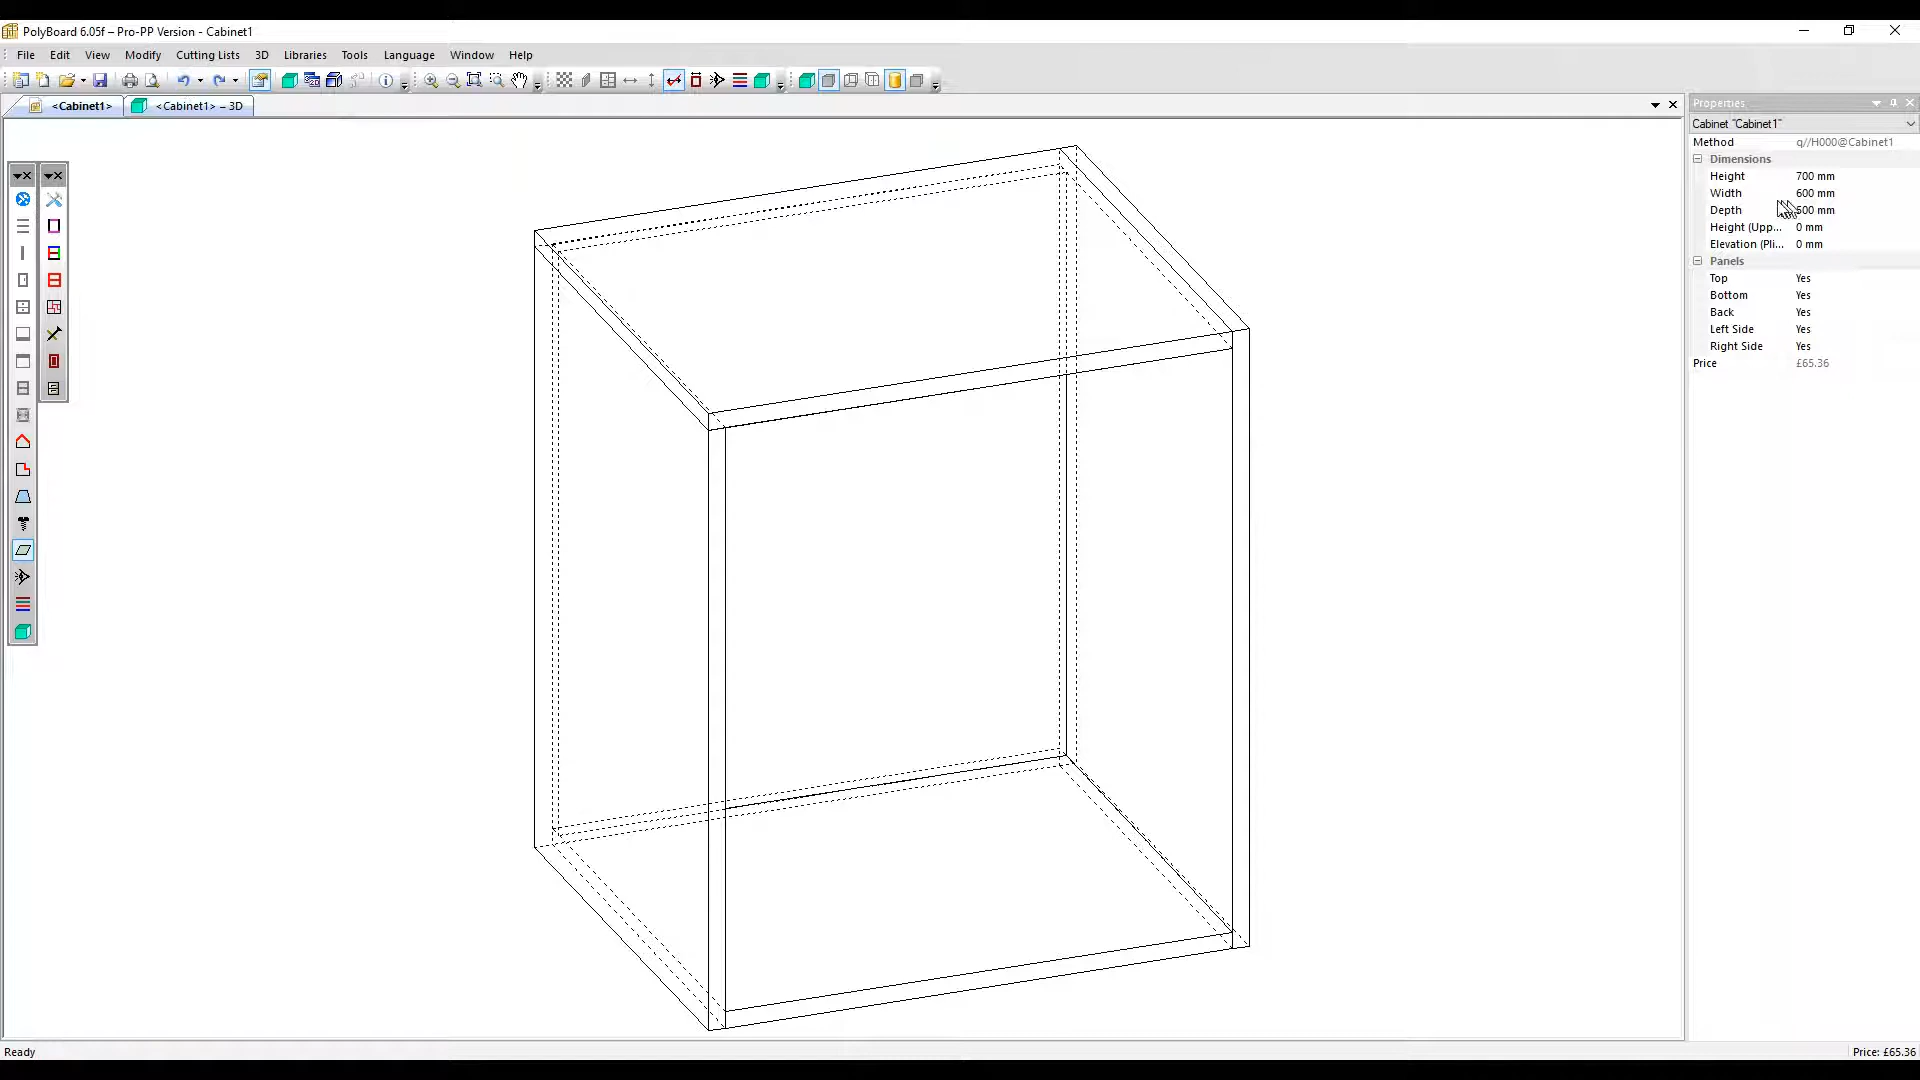 PolyBoard 6.05f – Pro-PP Version - Cabinet1
File Edit View Modify Cutting Lists 3D Libraries Tools Language Window Help
<Cabinet1> <Cabinet1> – 3D
Properties
Cabinet "Cabinet1"
Method q//H000@Cabinet1
Dimensions
Height 700 mm
Width 600 mm
Depth 500 mm
Height (Upp... 0 mm
Elevation (Pli... 0 mm
Panels
Top Yes
Bottom Yes
Back Yes
Left Side Yes
Right Side Yes
Price £65.36
Ready
Price: £65.36